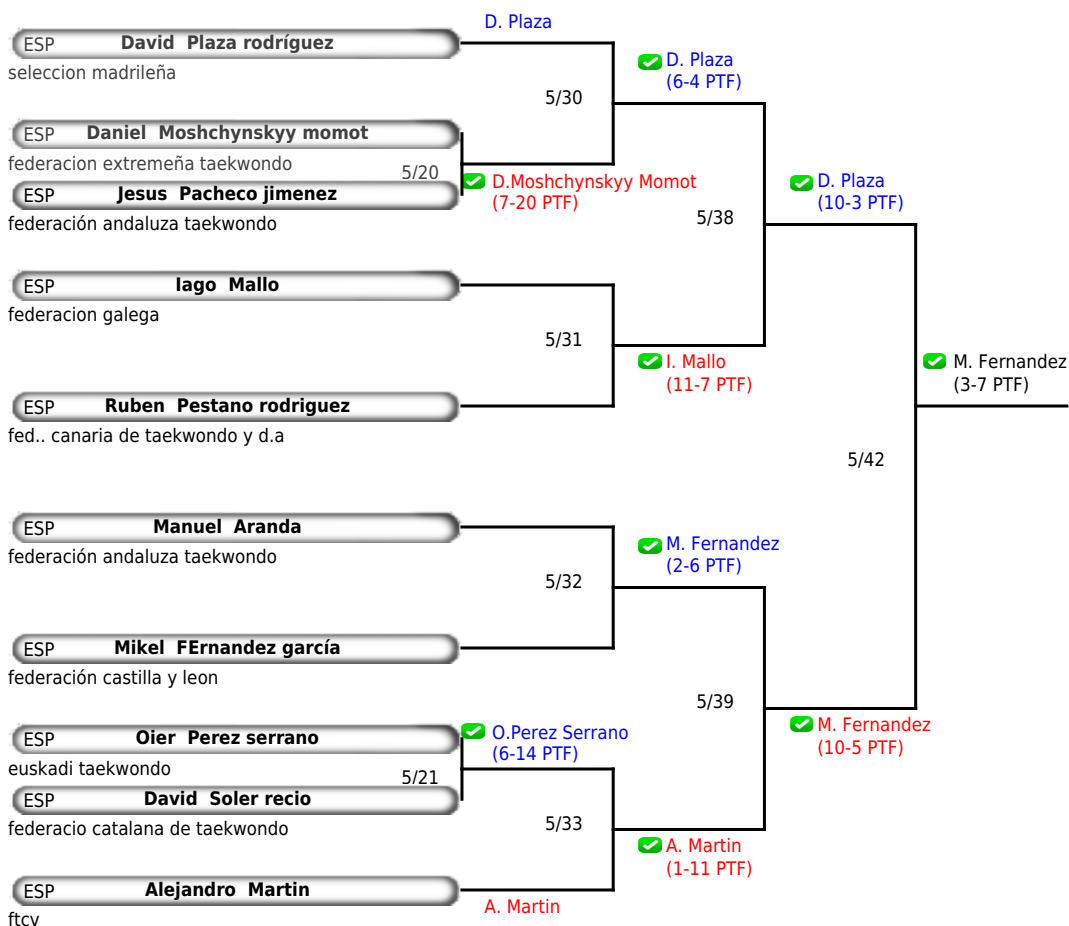 D. Plaza
ESP David Plaza rodríguez
seleccion madrileña
D. Plaza
(6-4 PTF)
5/30
ESP Daniel Moshchynskyy momot
federacion extremeña taekwondo
5/20
D.Moshchynskyy Momot
(7-20 PTF)
ESP Jesus Pacheco jimenez
federación andaluza taekwondo
D. Plaza
(10-3 PTF)
5/38
ESP Iago Mallo
federacion galega
5/31
I. Mallo
(11-7 PTF)
M. Fernandez
(3-7 PTF)
ESP Ruben Pestano rodriguez
fed.. canaria de taekwondo y d.a
5/42
ESP Manuel Aranda
federación andaluza taekwondo
M. Fernandez
(2-6 PTF)
5/32
ESP Mikel FErnandez garcía
federación castilla y leon
5/39
M. Fernandez
(10-5 PTF)
ESP Oier Perez serrano
euskadi taekwondo
O.Perez Serrano
(6-14 PTF)
5/21
ESP David Soler recio
federacio catalana de taekwondo
5/33
A. Martin
(1-11 PTF)
ESP Alejandro Martin
ftcv
A. Martin